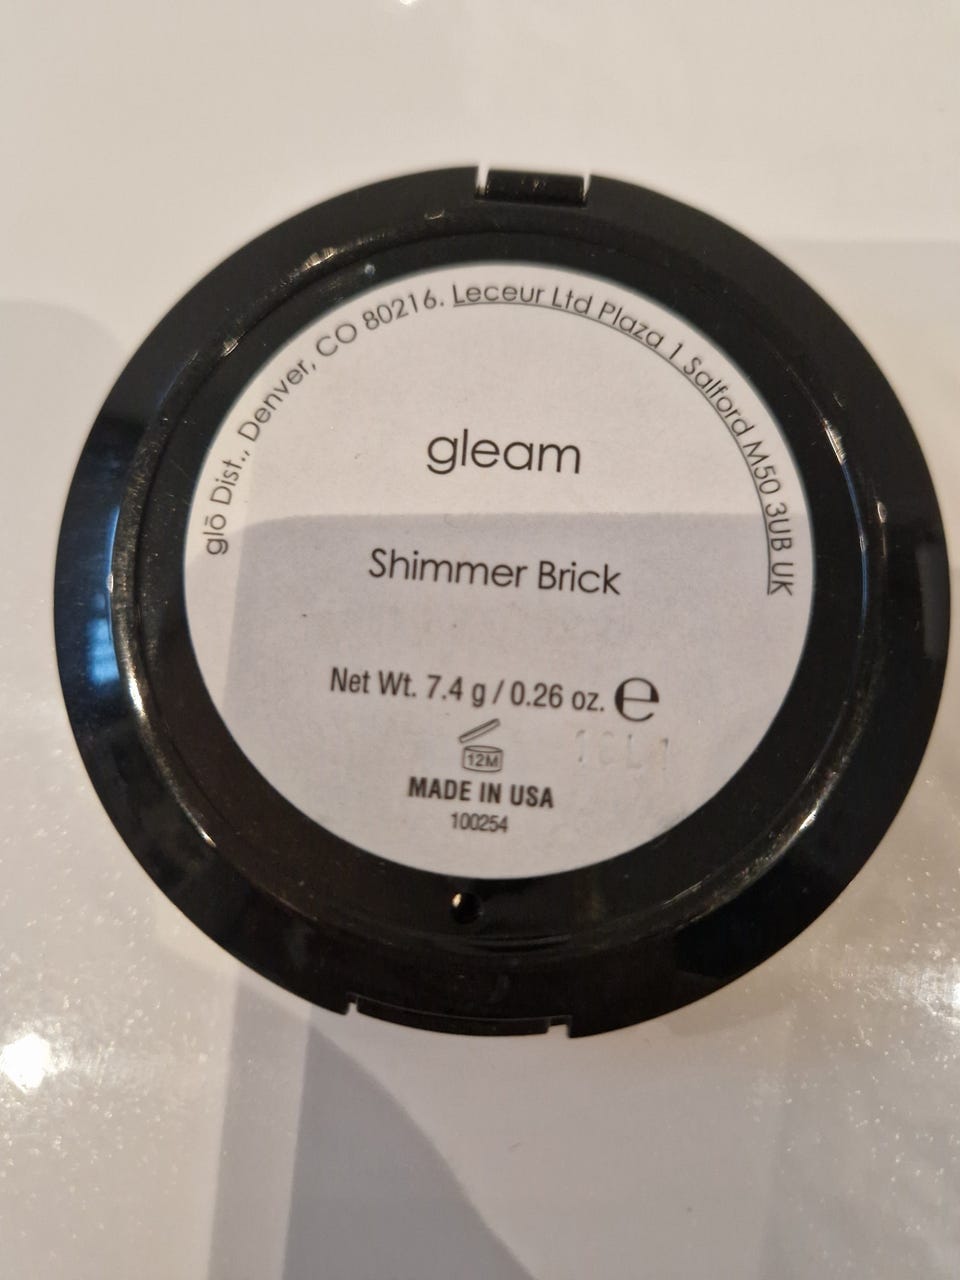 glō Dist., Denver, CO 80216. Leceur Ltd Plaza 1 Salford M50 3UB UK
gleam
Shimmer Brick
Net Wt. 7.4 g / 0.26 oz. ℮
12M
MADE IN USA
100254